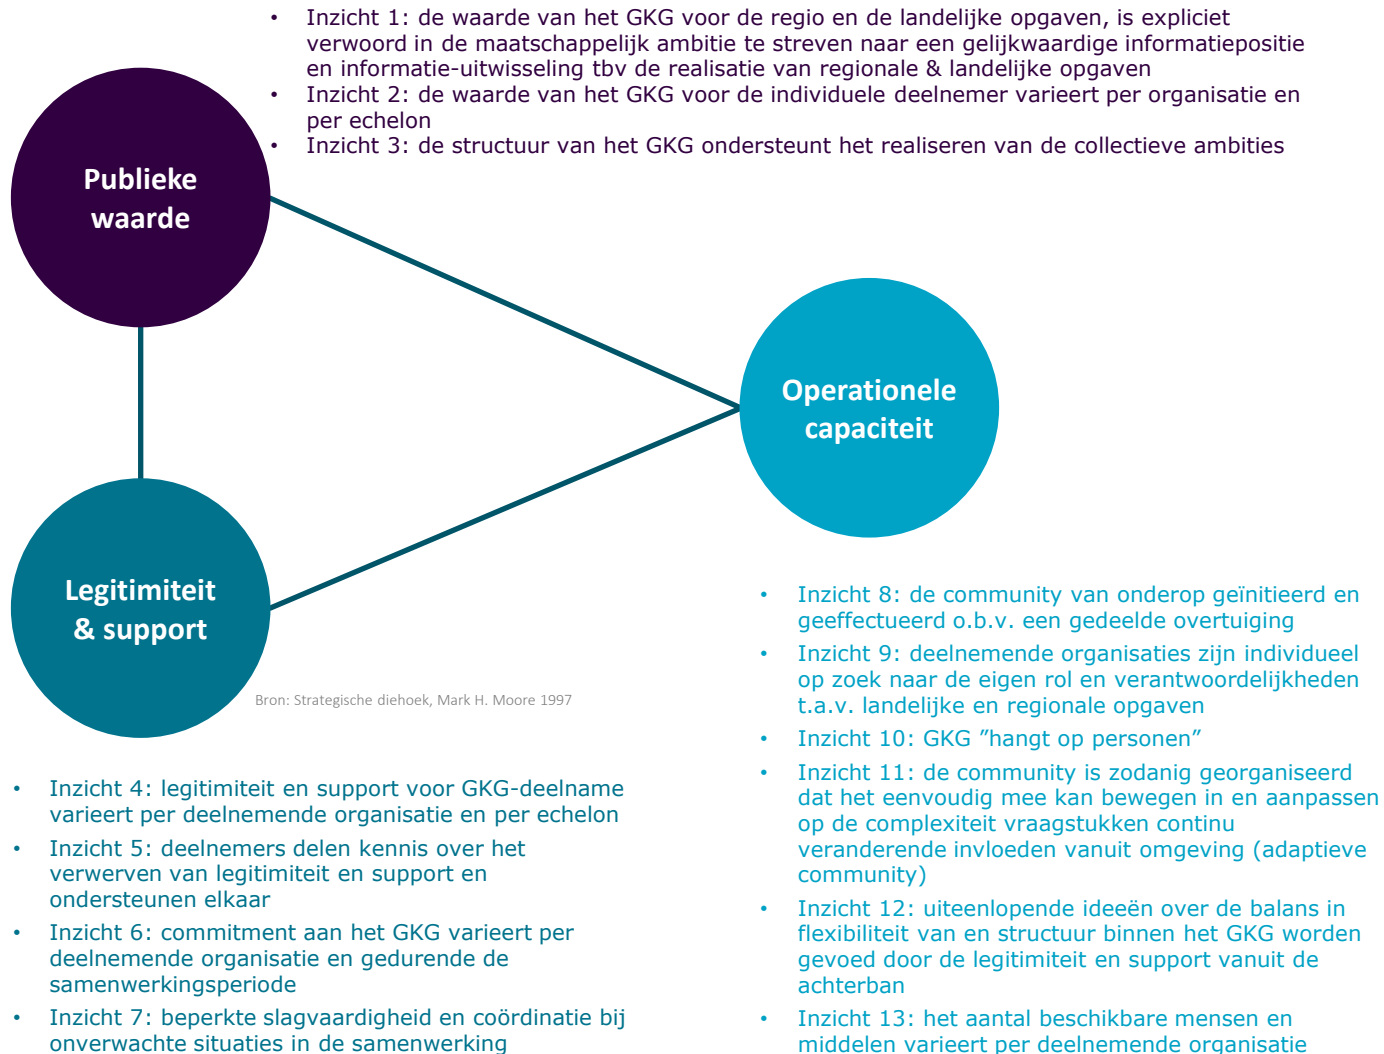 • Inzicht 1: de waarde van het GKG voor de regio en de landelijke opgaven, is expliciet
verwoord in de maatschappelijk ambitie te streven naar een gelijkwaardige informatiepositie
en informatie-uitwisseling tbv de realisatie van regionale & landelijke opgaven
• Inzicht 2: de waarde van het GKG voor de individuele deelnemer varieert per organisatie en
per echelon
• Inzicht 3: de structuur van het GKG ondersteunt het realiseren van de collectieve ambities
Publieke
waarde
Operationele
capaciteit
Legitimiteit
& support
Bron: Strategische diehoek, Mark H. Moore 1997
• Inzicht 4: legitimiteit en support voor GKG-deelname
varieert per deelnemende organisatie en per echelon
• Inzicht 5: deelnemers delen kennis over het
verwerven van legitimiteit en support en
ondersteunen elkaar
• Inzicht 6: commitment aan het GKG varieert per
deelnemende organisatie en gedurende de
samenwerkingsperiode
• Inzicht 7: beperkte slagvaardigheid en coördinatie bij
onverwachte situaties in de samenwerking
• Inzicht 8: de community van onderop geïnitieerd en
geeffectueerd o.b.v. een gedeelde overtuiging
• Inzicht 9: deelnemende organisaties zijn individueel
op zoek naar de eigen rol en verantwoordelijkheden
t.a.v. landelijke en regionale opgaven
• Inzicht 10: GKG ”hangt op personen”
• Inzicht 11: de community is zodanig georganiseerd
dat het eenvoudig mee kan bewegen in en aanpassen
op de complexiteit vraagstukken continu
veranderende invloeden vanuit omgeving (adaptieve
community)
• Inzicht 12: uiteenlopende ideeën over de balans in
flexibiliteit van en structuur binnen het GKG worden
gevoed door de legitimiteit en support vanuit de
achterban
• Inzicht 13: het aantal beschikbare mensen en
middelen varieert per deelnemende organisatie